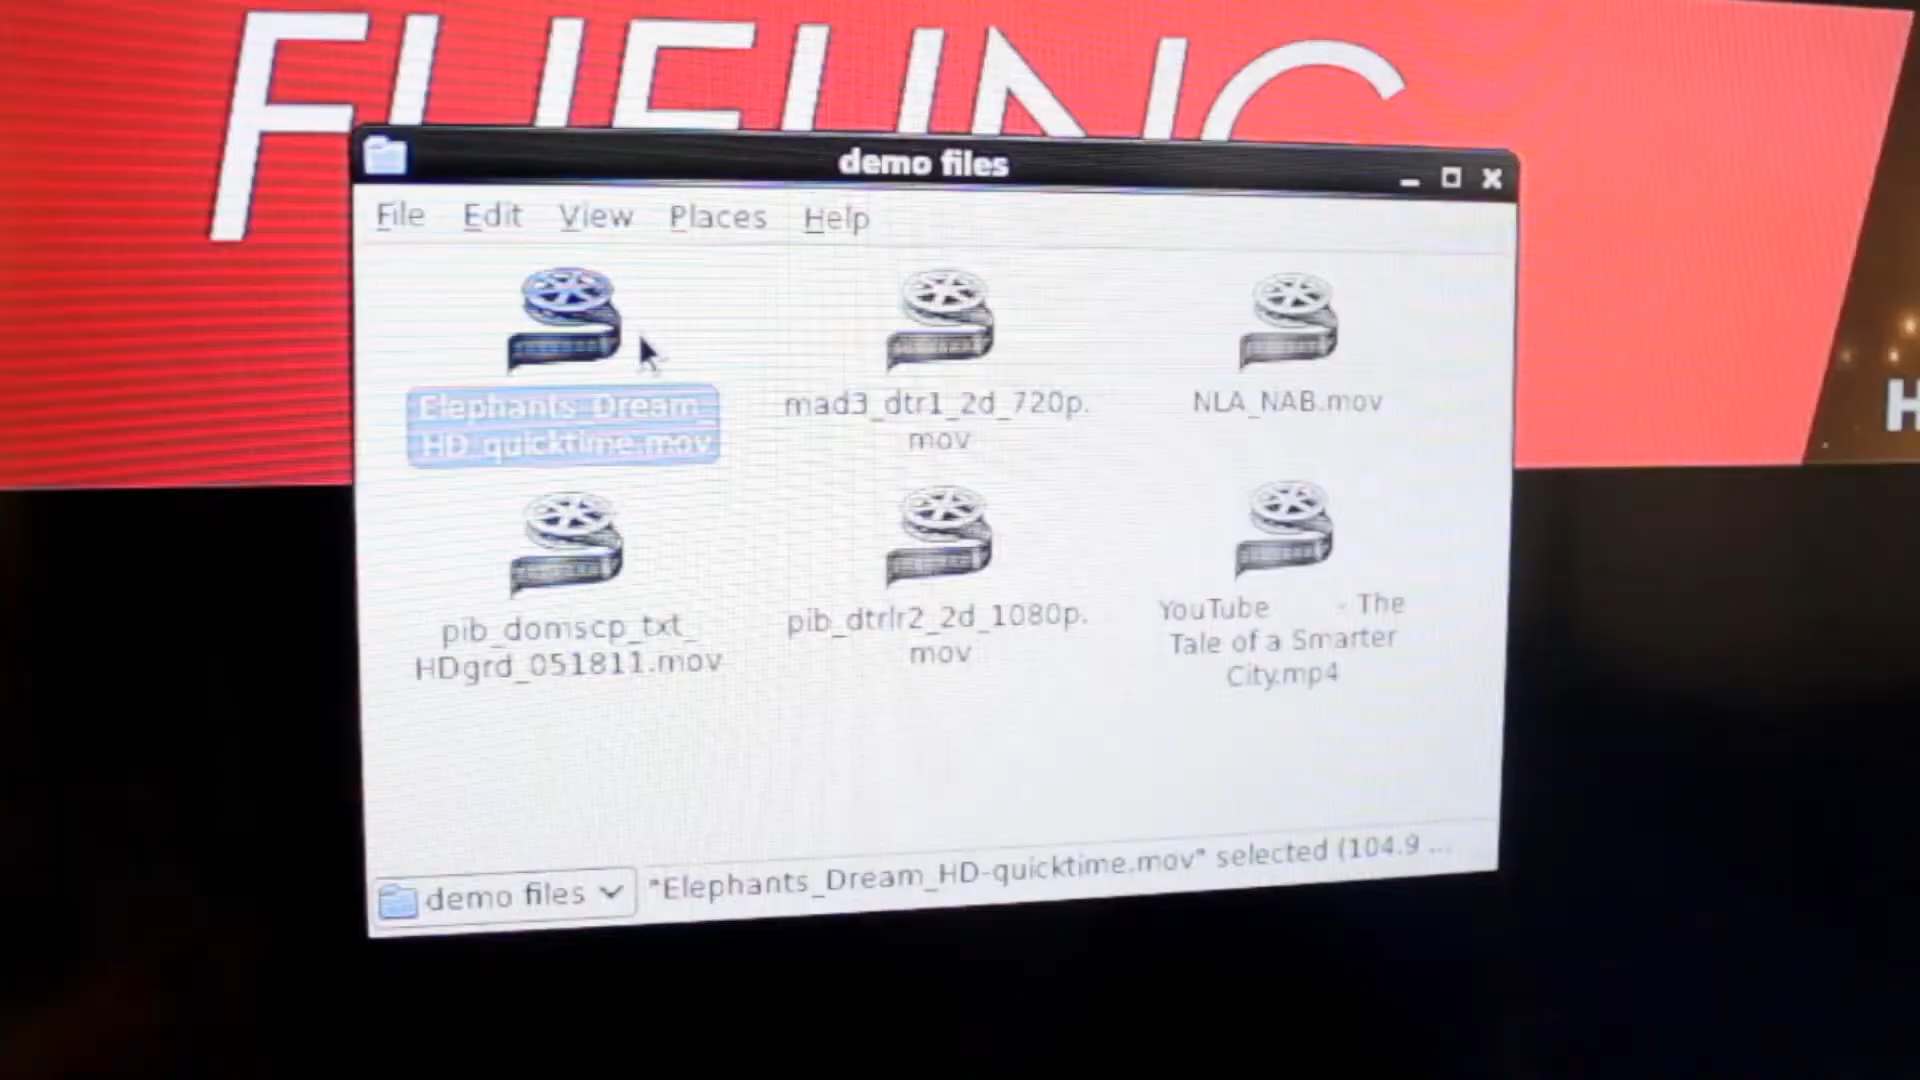 demo files
File Edit View Places Help
Elephants_Dream_
HD-quicktime.mov
mad3_dtr1_2d_720p.
mov
NLA_NAB.mov
pib_domscp_txt_
HDgrd_051811.mov
pib_dtrlr2_2d_1080p.
mov
YouTube - The
Tale of a Smarter
City.mp4
demo files
"Elephants_Dream_HD-quicktime.mov" selected (104.9 ...